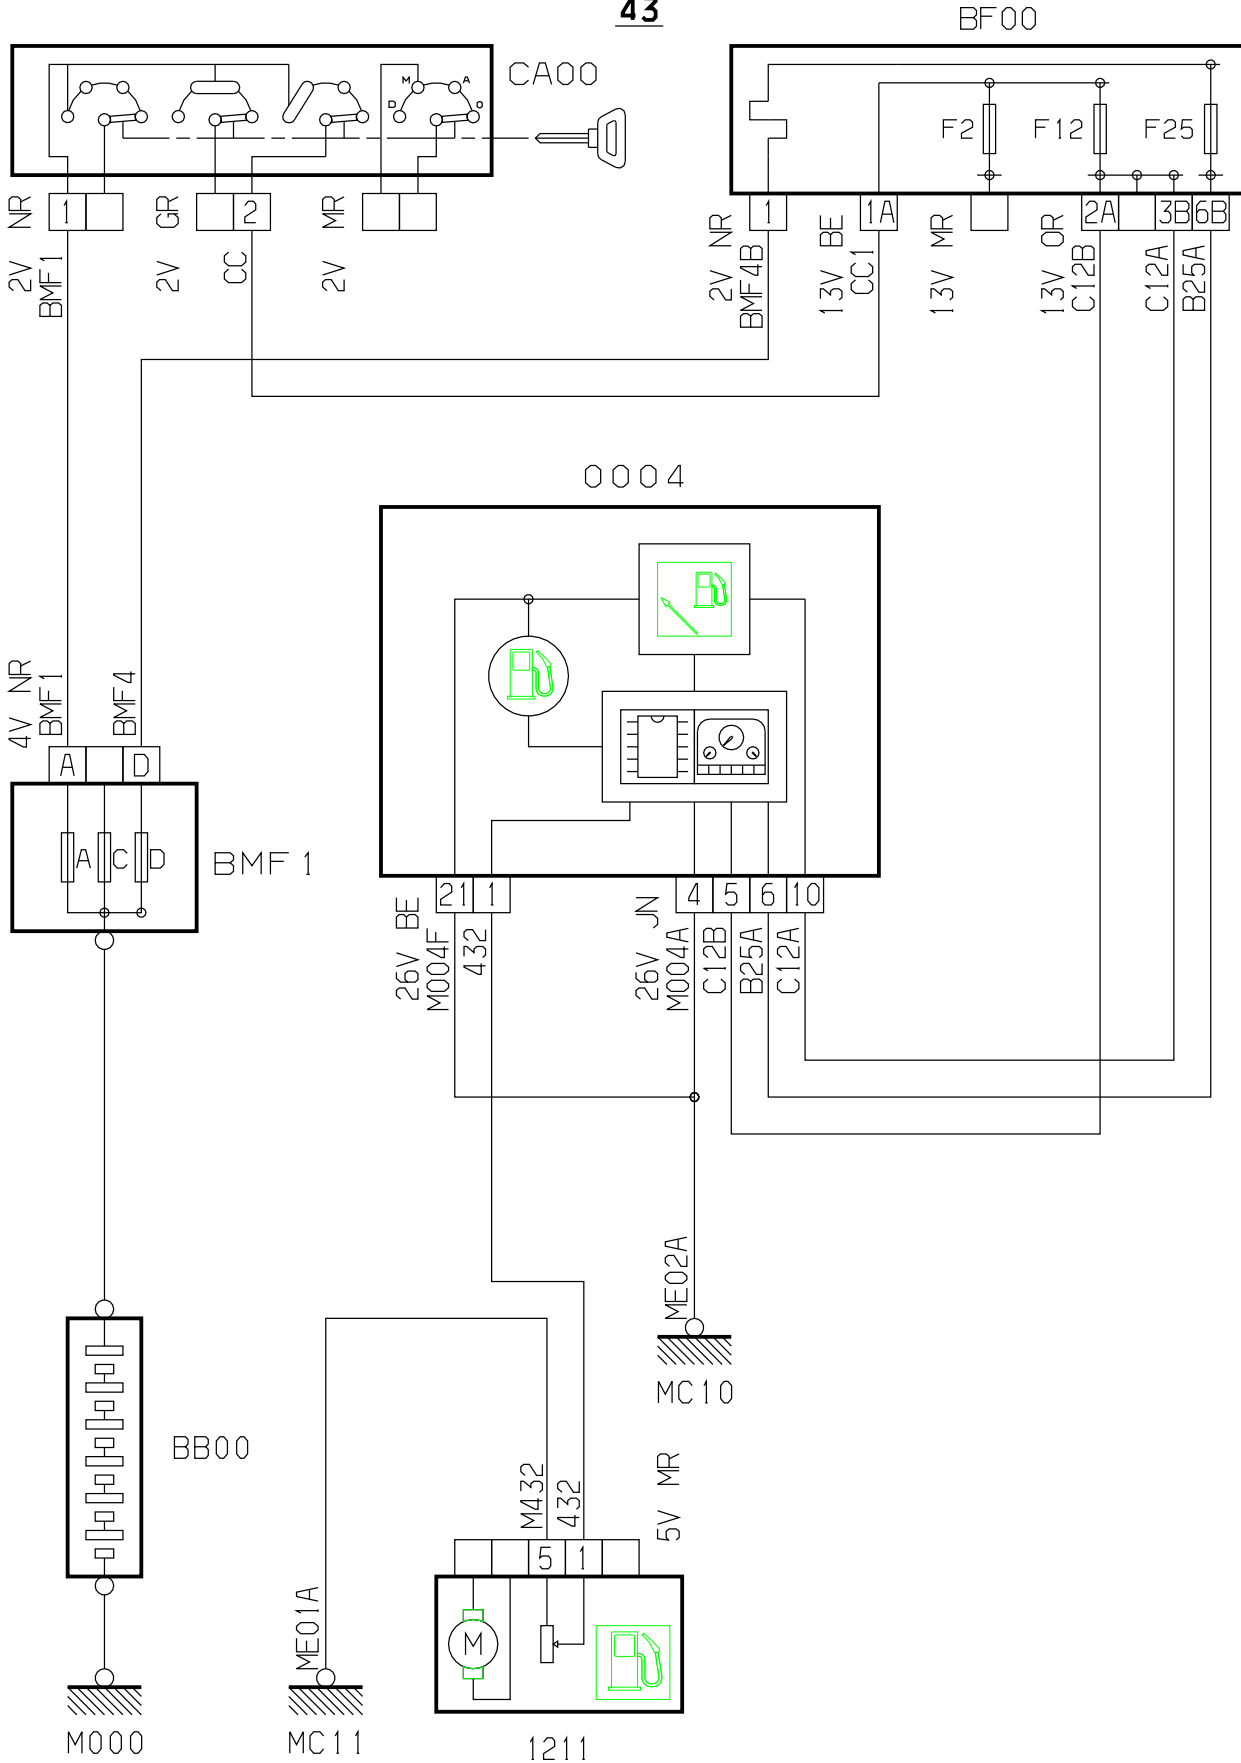 43
BF00
CA00
M
A
D
O
F2
F12
F25
1
2
1
1A
2A
3B
6B
2V NR
BMF1
2V GR
CC
2V MR
2V NR
BMF4B
13V BE
CC1
13V MR
13V OR
C12B
C12A
B25A
0004
4V NR
BMF1
BMF4
A
D
A
C
D
BMF1
21
1
4
5
6
10
26V BE
M004F
432
26V JN
M004A
C12B
B25A
C12A
ME02A
MC10
BB00
M432
432
5V MR
5
1
ME01A
M
M000
MC11
1211